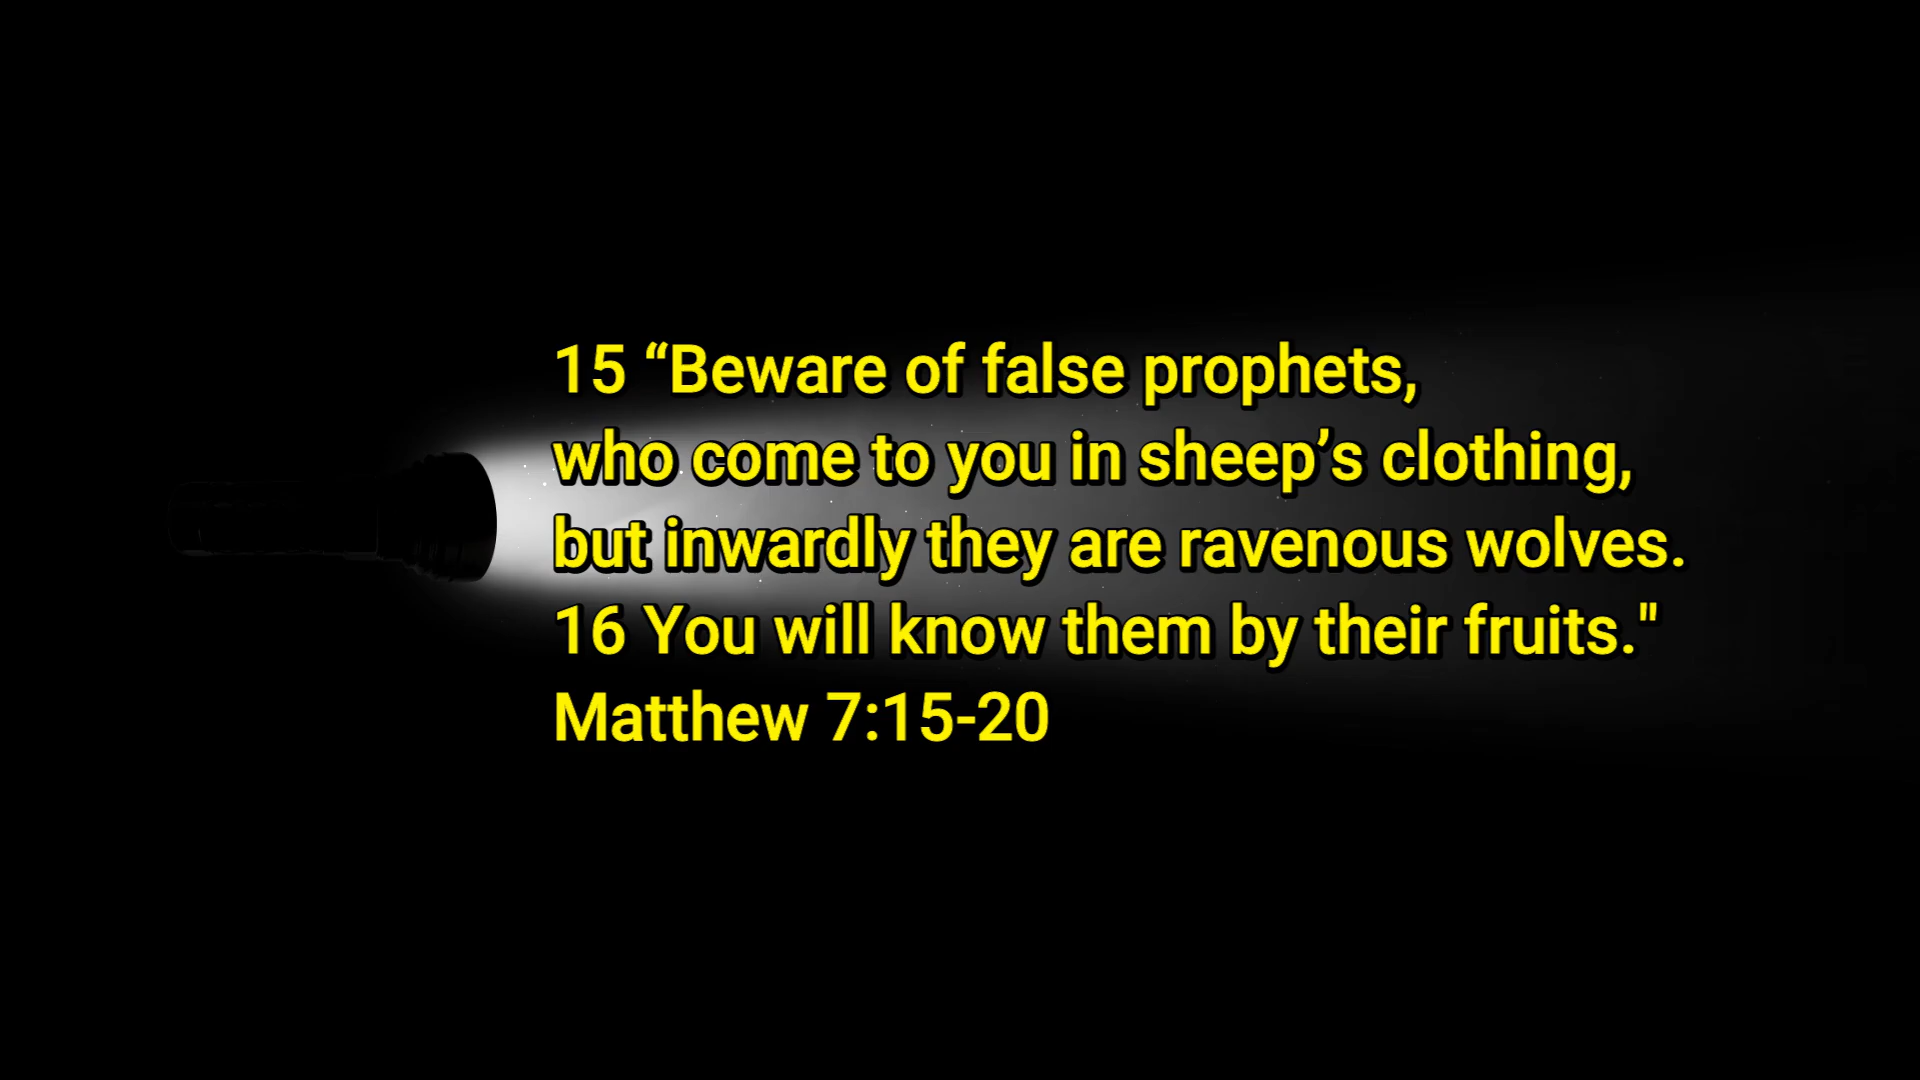 15 “Beware of false prophets,
who come to you in sheep’s clothing,
but inwardly they are ravenous wolves.
16 You will know them by their fruits."
Matthew 7:15-20